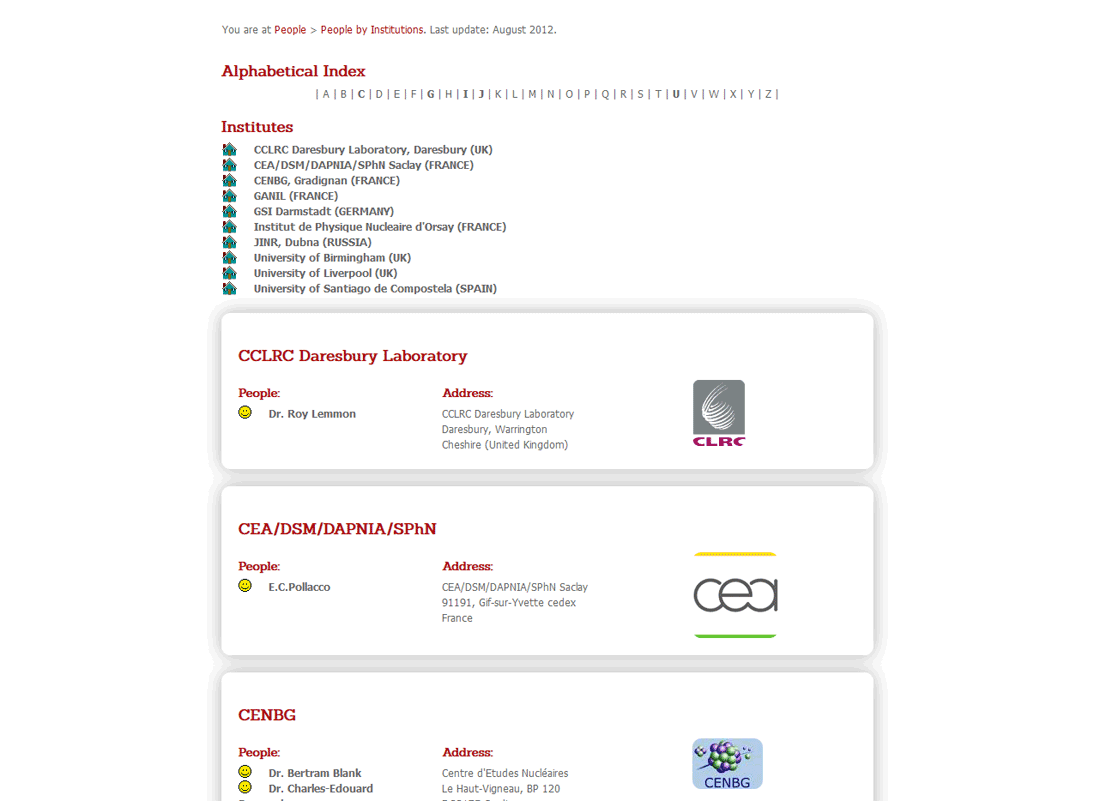 You are at People > People by Institutions. Last update: August 2012.
Alphabetical Index
| A | B | C | D | E | F | G | H | I | J | K | L | M | N | O | P | Q | R | S | T | U | V | W | X | Y | Z |
Institutes
CCLRC Daresbury Laboratory, Daresbury (UK)
CEA/DSM/DAPNIA/SPhN Saclay (FRANCE)
CENBG, Gradignan (FRANCE)
GANIL (FRANCE)
GSI Darmstadt (GERMANY)
Institut de Physique Nucleaire d'Orsay (FRANCE)
JINR, Dubna (RUSSIA)
University of Birmingham (UK)
University of Liverpool (UK)
University of Santiago de Compostela (SPAIN)
CCLRC Daresbury Laboratory
People:
Dr. Roy Lemmon
Address:
CCLRC Daresbury Laboratory
Daresbury, Warrington
Cheshire (United Kingdom)
CLRC
CEA/DSM/DAPNIA/SPhN
People:
E.C.Pollacco
Address:
CEA/DSM/DAPNIA/SPhN Saclay
91191, Gif-sur-Yvette cedex
France
cea
CENBG
People:
Dr. Bertram Blank
Dr. Charles-Edouard
Address:
Centre d'Etudes Nucléaires
Le Haut-Vigneau, BP 120
CENBG